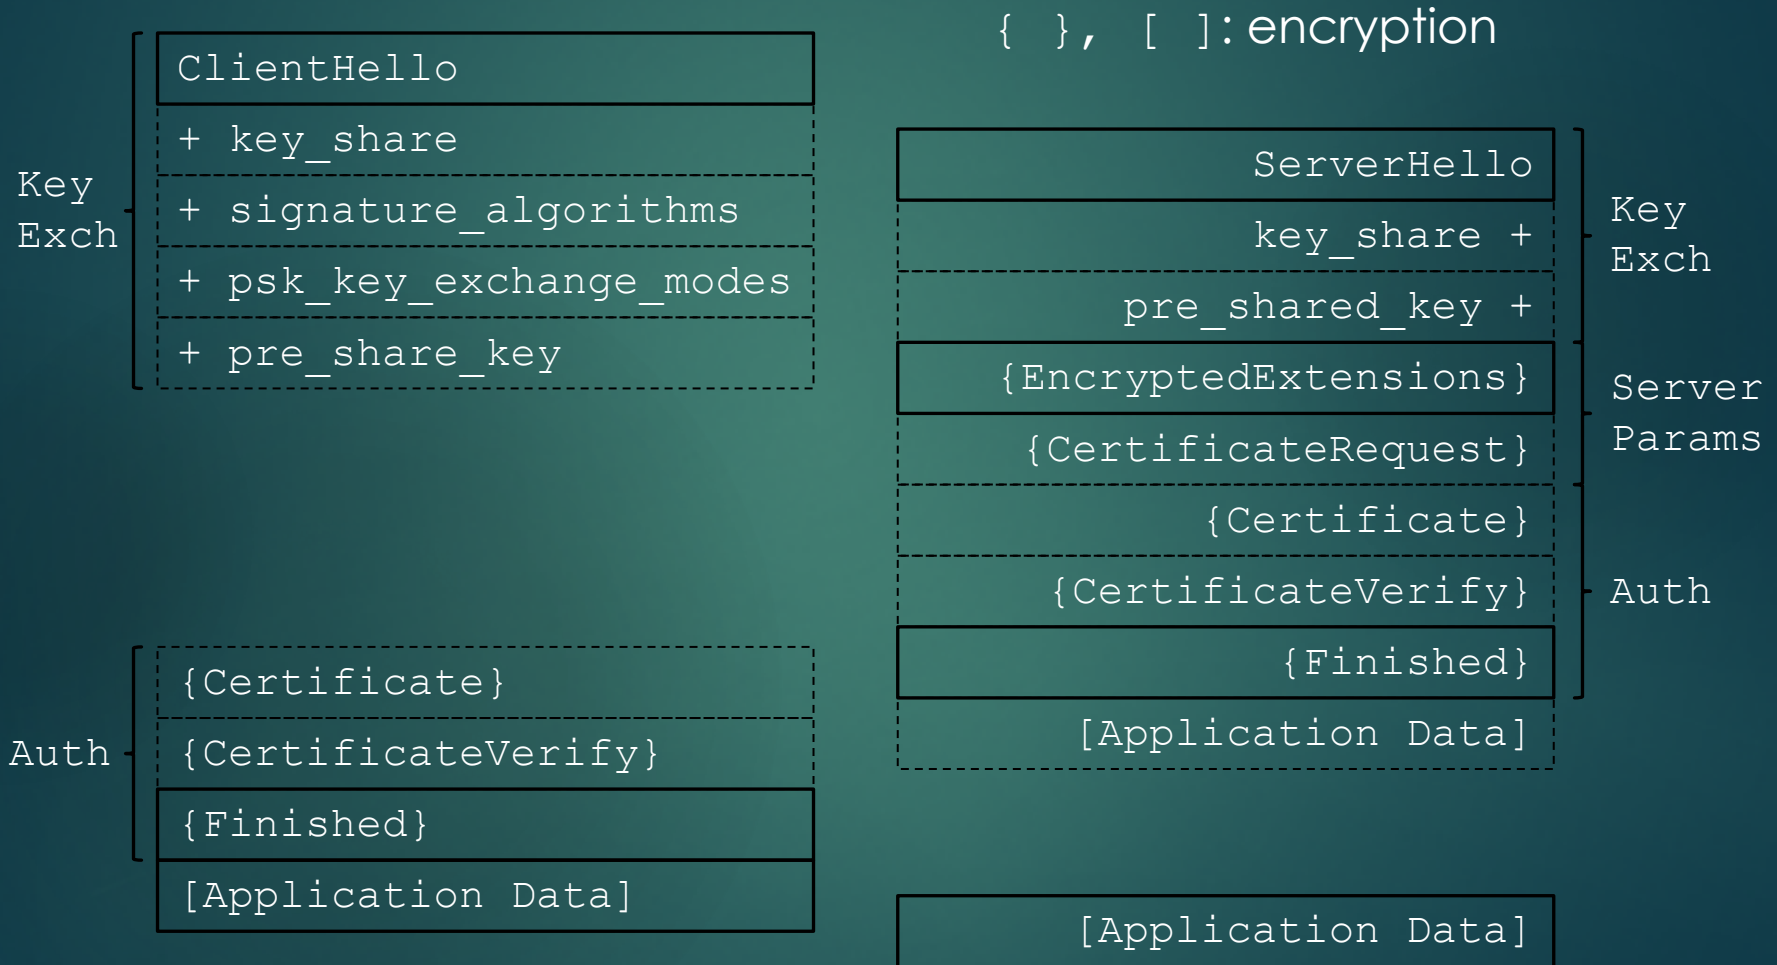 { }, [ ]: encryption
ClientHello
+ key_share
+ signature_algorithms
+ psk_key_exchange_modes
+ pre_share_key
Key
Exch
ServerHello
key_share +
pre_shared_key +
{EncryptedExtensions}
{CertificateRequest}
{Certificate}
{CertificateVerify}
{Finished}
[Application Data]
Key
Exch
Server
Params
Auth
{Certificate}
{CertificateVerify}
{Finished}
[Application Data]
Auth
[Application Data]